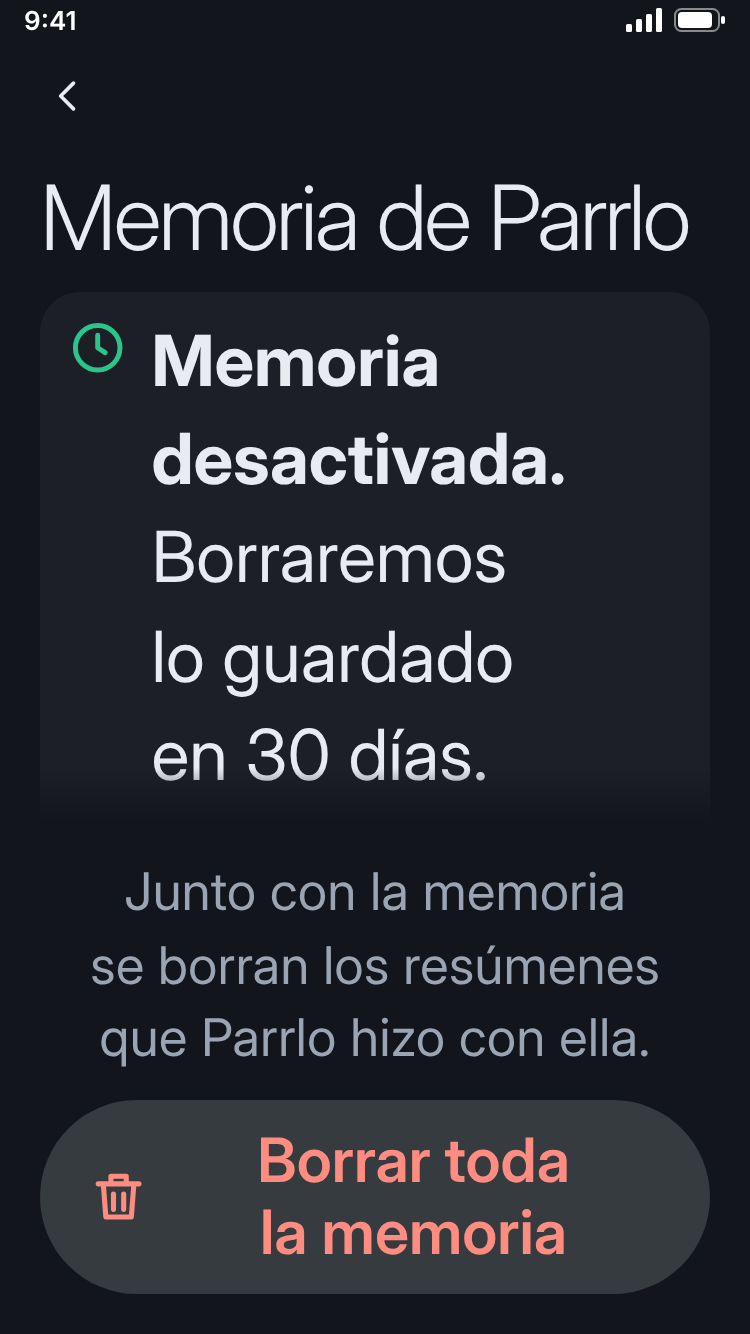 9:41
Memoria de Parrlo
Memoria
desactivada.
Borraremos
lo guardado
en 30 días.
Junto con la memoria
se borran los resúmenes
que Parrlo hizo con ella.
Borrar toda
la memoria